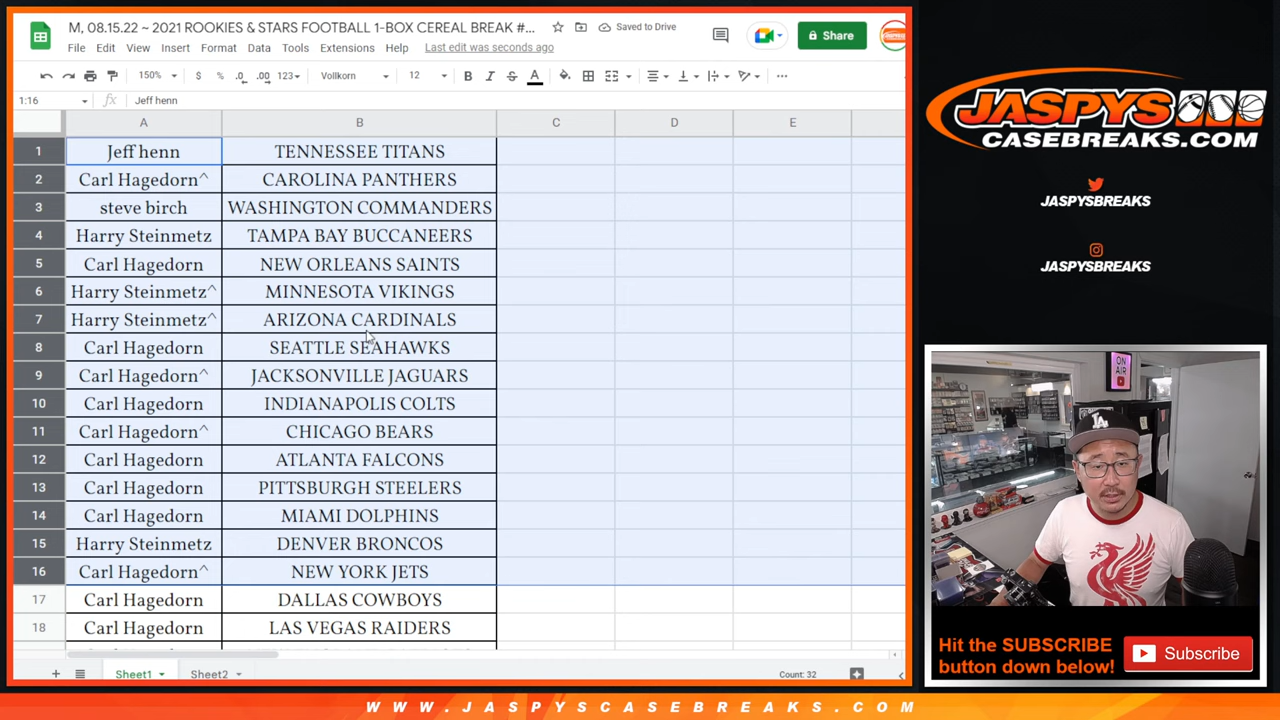 M, 08.15.22 ~ 2021 ROOKIES & STARS FOOTBALL 1-BOX CEREAL BREAK #...
Saved to Drive
Share
File Edit View Insert Format Data Tools Extensions Help Last edit was seconds ago
150% $ % .0 .00 123 Vollkorn 12 B I S A
1:16 fx Jeff henn
A B C D E
1 Jeff henn TENNESSEE TITANS
2 Carl Hagedorn^ CAROLINA PANTHERS
3 steve birch WASHINGTON COMMANDERS
4 Harry Steinmetz TAMPA BAY BUCCANEERS
5 Carl Hagedorn NEW ORLEANS SAINTS
6 Harry Steinmetz^ MINNESOTA VIKINGS
7 Harry Steinmetz^ ARIZONA CARDINALS
8 Carl Hagedorn SEATTLE SEAHAWKS
9 Carl Hagedorn^ JACKSONVILLE JAGUARS
10 Carl Hagedorn INDIANAPOLIS COLTS
11 Carl Hagedorn^ CHICAGO BEARS
12 Carl Hagedorn ATLANTA FALCONS
13 Carl Hagedorn PITTSBURGH STEELERS
14 Carl Hagedorn MIAMI DOLPHINS
15 Harry Steinmetz DENVER BRONCOS
16 Carl Hagedorn^ NEW YORK JETS
17 Carl Hagedorn DALLAS COWBOYS
18 Carl Hagedorn LAS VEGAS RAIDERS
+ Sheet1 Sheet2 Count: 32
JASPYS
CASEBREAKS.COM
JASPYSBREAKS
JASPYSBREAKS
ON
AIR
LA
Hit the SUBSCRIBE
button down below!
Subscribe
WWW.JASPYSCASEBREAKS.COM